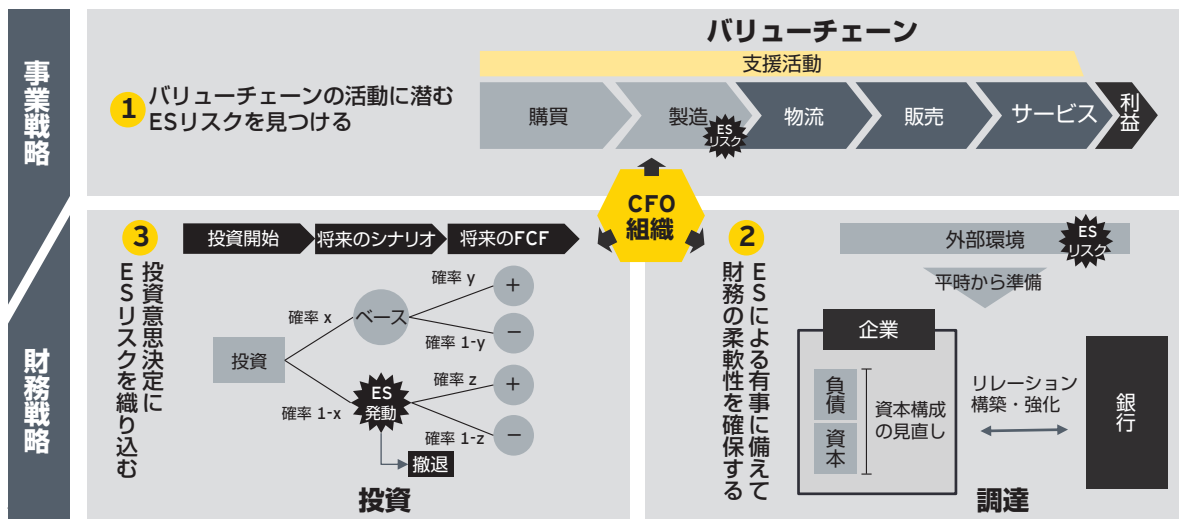 事業戦略
財務戦略
バリューチェーン
支援活動
1
バリューチェーンの活動に潜む
ESリスクを見つける
購買
製造
ES
リスク
物流
販売
サービス
利益
CFO
組織
3
投資意思決定に
ESリスクを織り込む
投資開始
将来のシナリオ
将来のFCF
投資
確率 x
ベース
確率 y
+
確率 1-y
−
確率 1-x
ES
発動
確率 z
+
確率 1-z
−
撤退
投資
2
ESによる有事に備えて
財務の柔軟性を確保する
外部環境
ES
リスク
平時から準備
企業
負債
資本
資本構成
の見直し
リレーション
構築・強化
銀行
調達